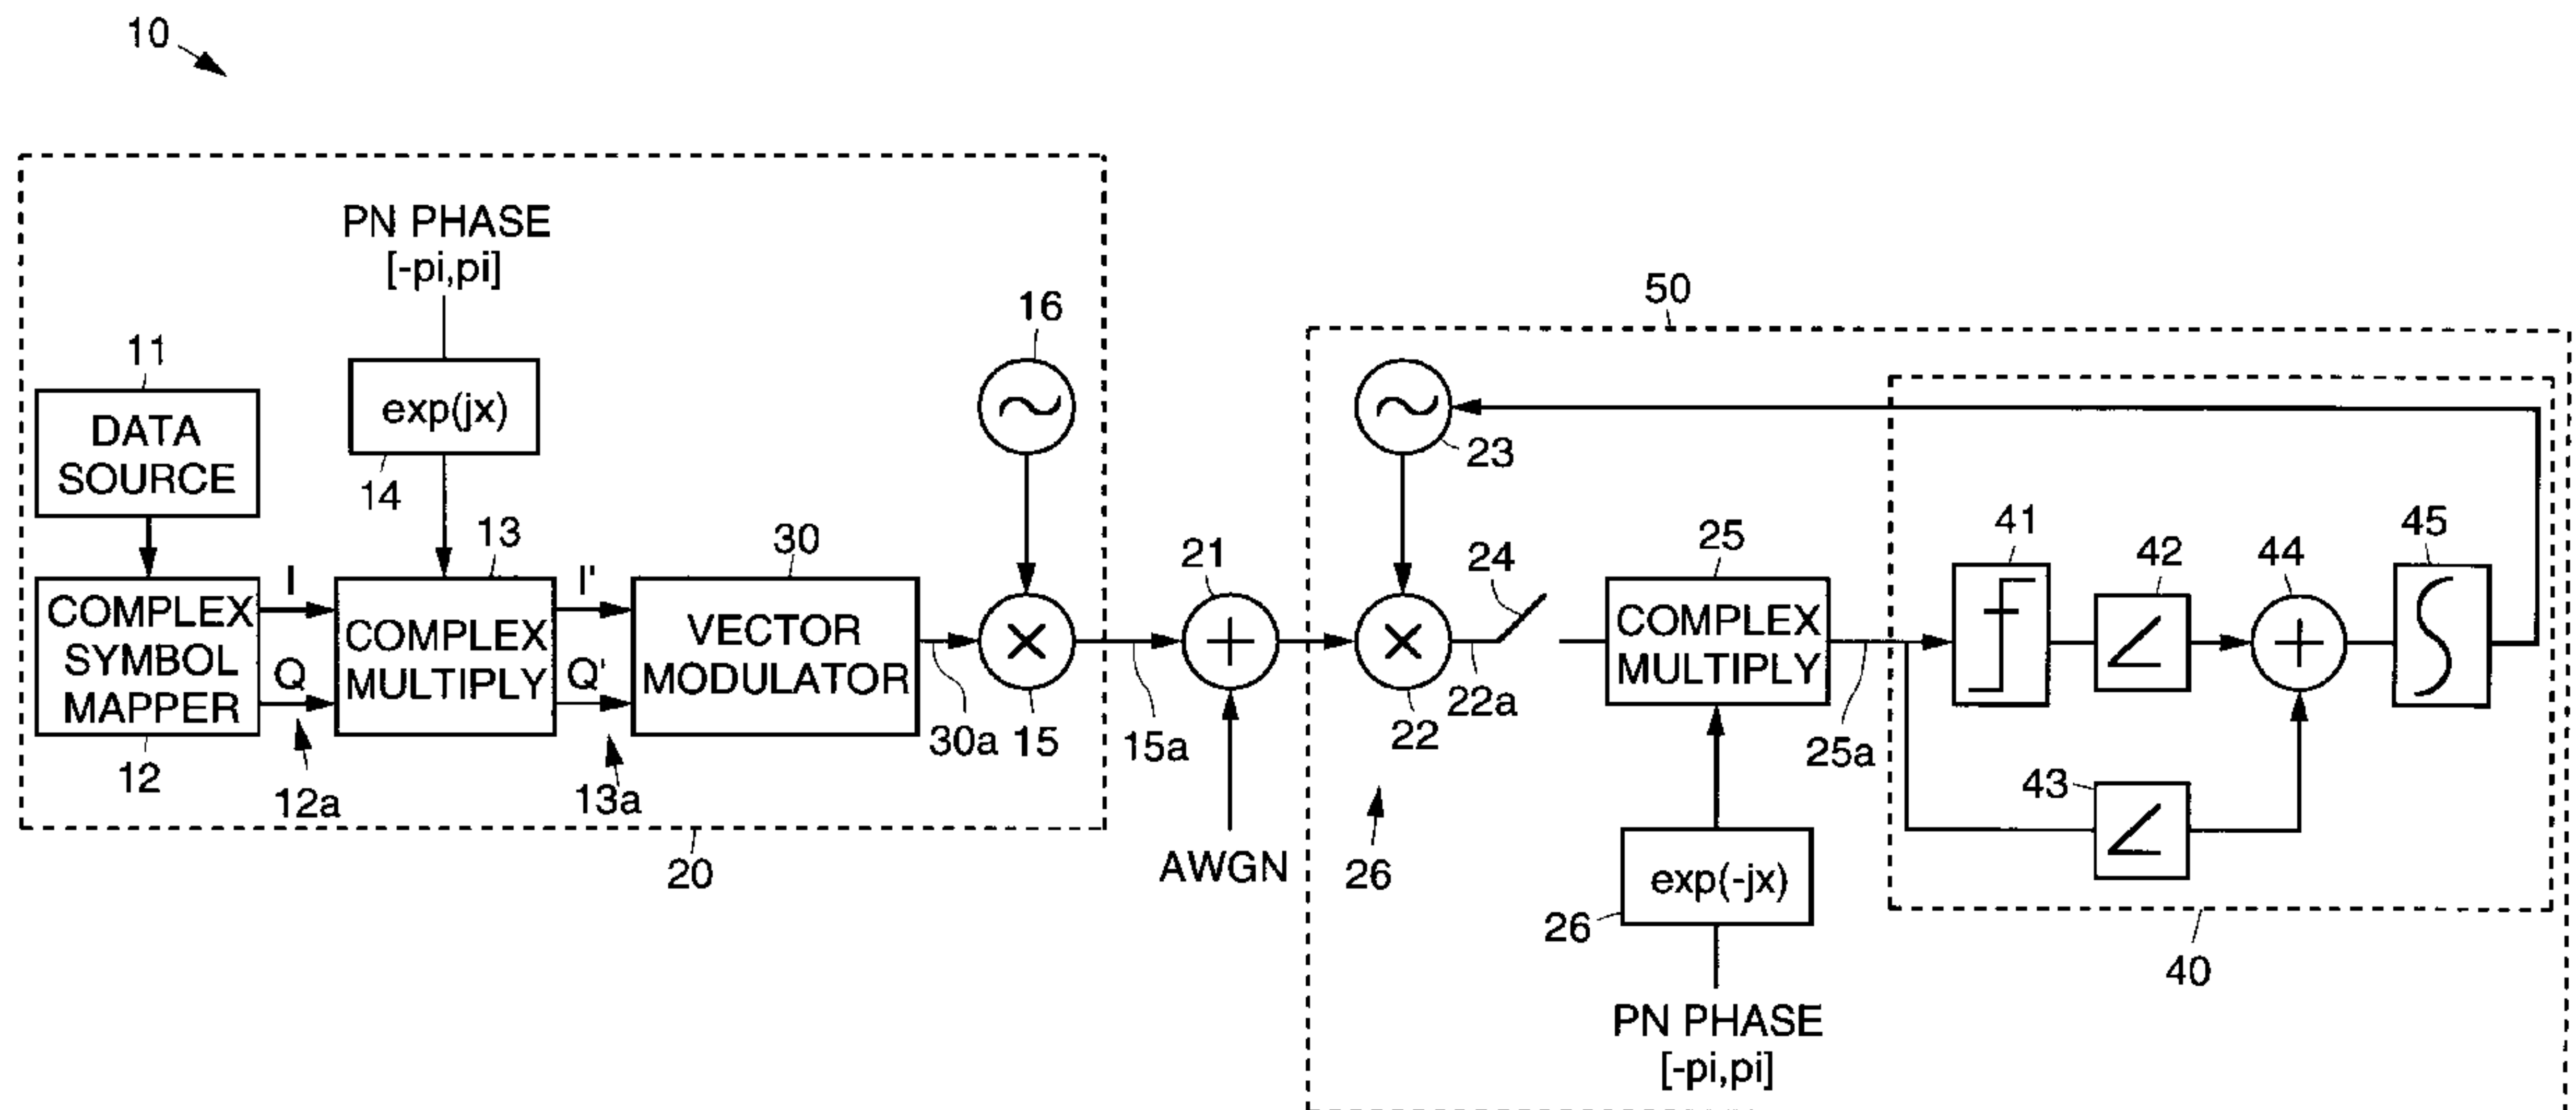 10
PN PHASE
[-pi,pi]
16
50
11
DATA
SOURCE
exp(jx)
14
23
13
30
21
25
24
41
42
44
45
I
Q
I'
Q'
COMPLEX
SYMBOL
MAPPER
COMPLEX
MULTIPLY
VECTOR
MODULATOR
COMPLEX
MULTIPLY
12
12a
13a
30a
15
15a
22
22a
25a
43
20
AWGN
26
exp(-jx)
26
40
PN PHASE
[-pi,pi]